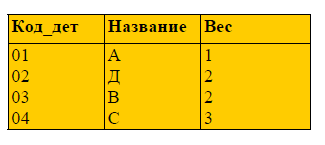 Код_дет Название Вес
01 А 1
02 Д 2
03 В 2
04 С 3